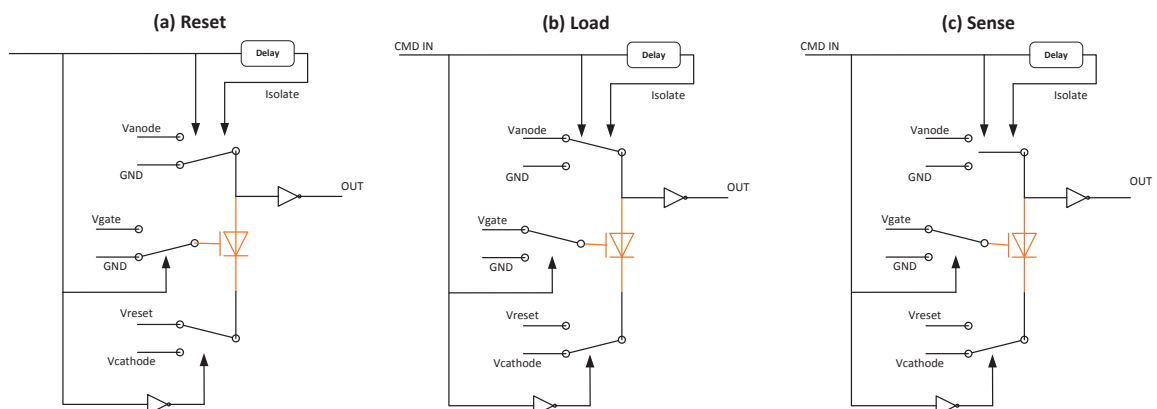 (a) Reset
Delay
Isolate
Vanode
GND
OUT
Vgate
GND
Vreset
Vcathode
(b) Load
CMD IN
Delay
Isolate
Vanode
GND
OUT
Vgate
GND
Vreset
Vcathode
(c) Sense
CMD IN
Delay
Isolate
Vanode
GND
OUT
Vgate
GND
Vreset
Vcathode